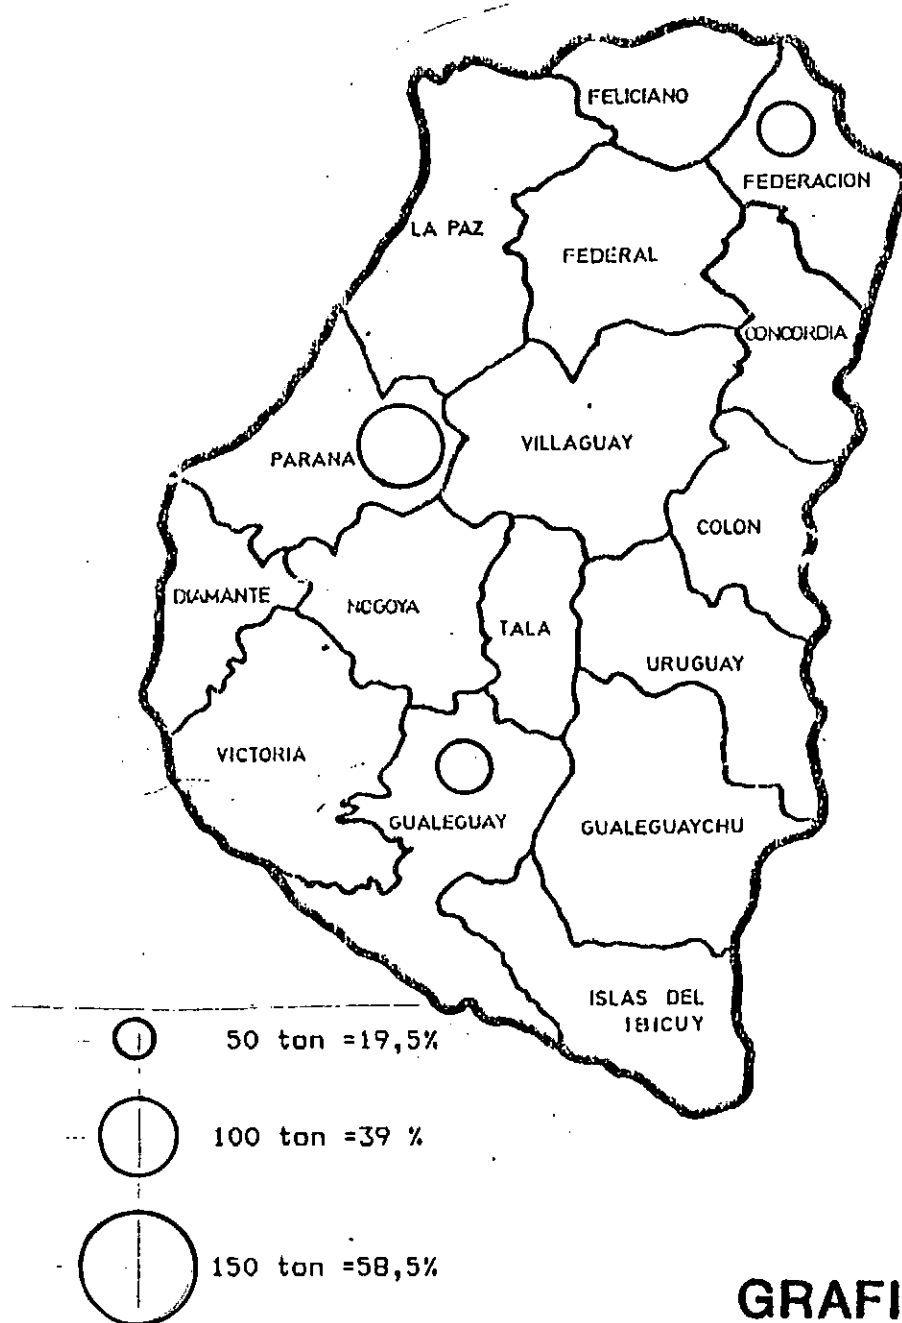 FELICIANO
FEDERACION
LA PAZ
FEDERAL
CONCORDIA
PARANA
VILLAGUAY
COLON
DIAMANTE
NOGOYA
TALA
URUGUAY
VICTORIA
GUALEGUAY
GUALEGUAYCHU
ISLAS DEL
IBICUY
50 ton =19,5%
100 ton =39 %
150 ton =58,5%
GRAFI